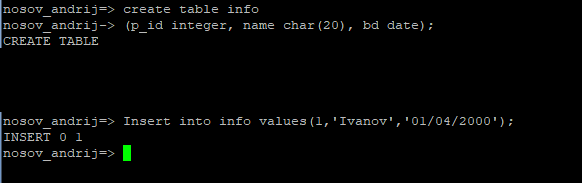 nosov_andrij=> create table info
nosov_andrij-> (p_id integer, name char(20), bd date);
CREATE TABLE
nosov_andrij=> Insert into info values(1,'Ivanov','01/04/2000');
INSERT 0 1
nosov_andrij=>